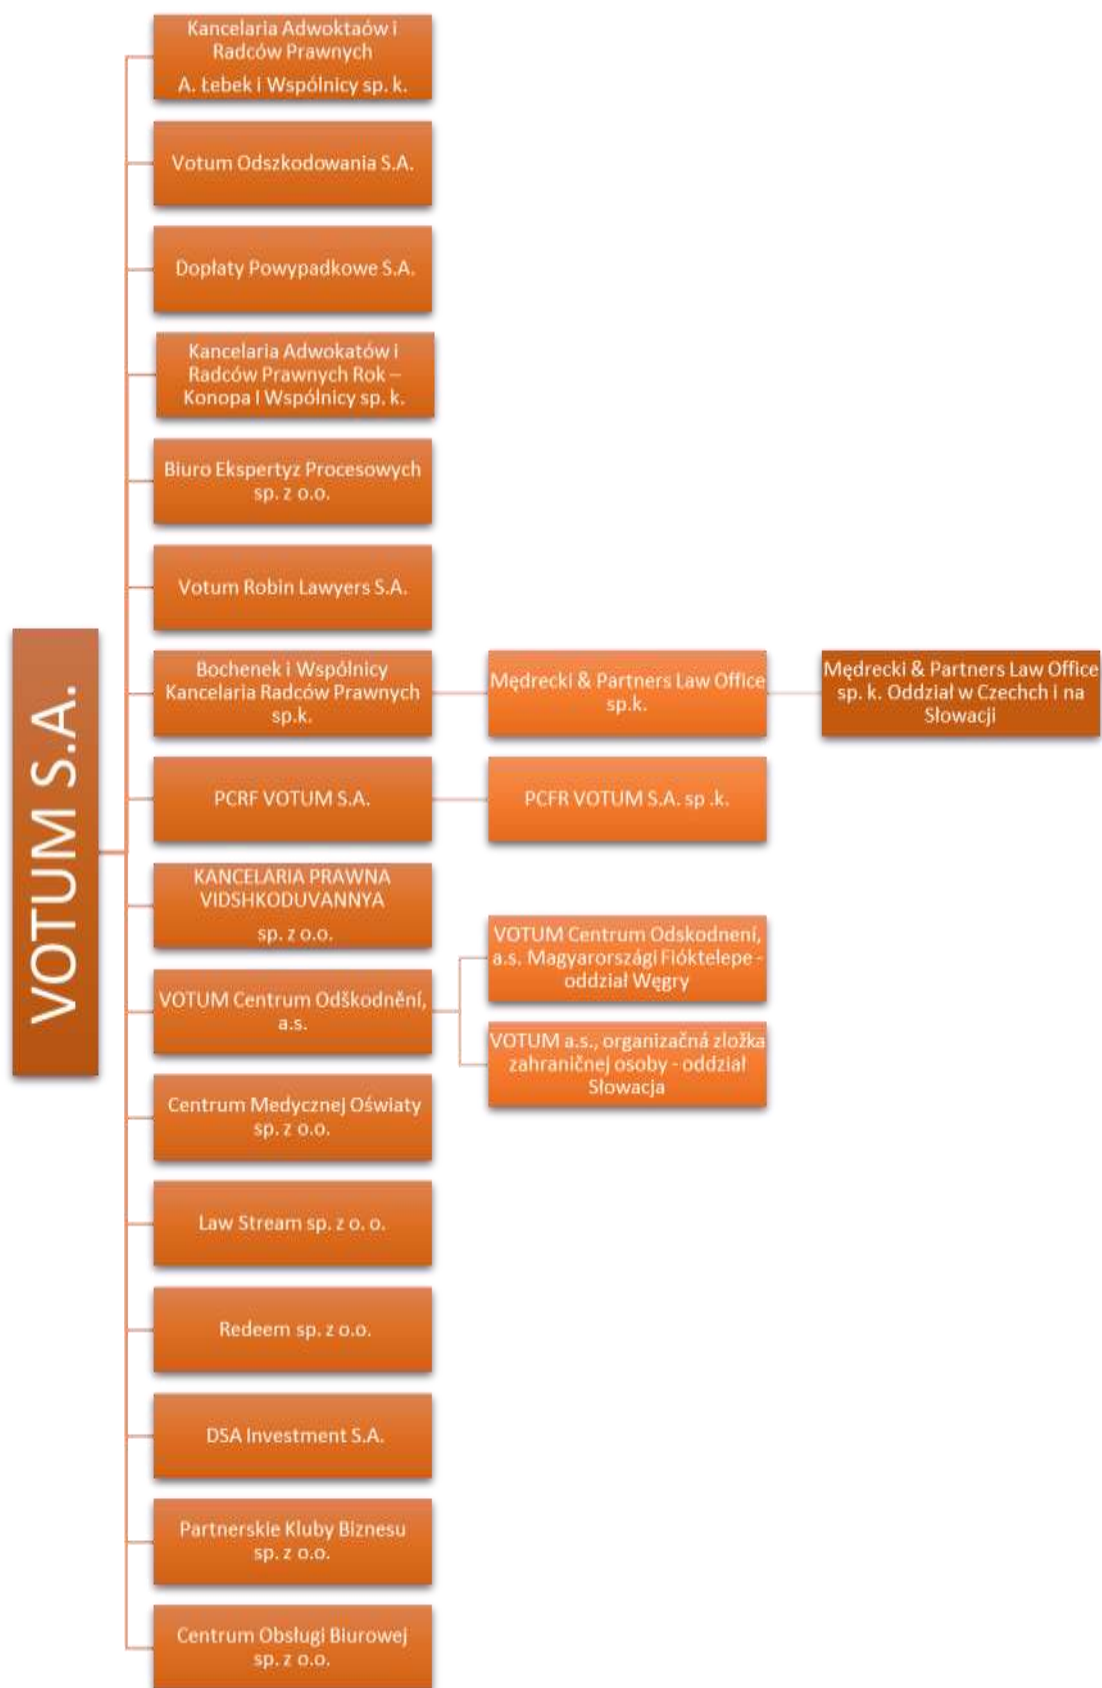 VOTUM S.A.
Kancelaria Adwoktaów i
Radców Prawnych
A. Łebek i Wspólnicy sp. k.
Votum Odszkodowania S.A.
Dopłaty Powypadkowe S.A.
Kancelaria Adwokatów i
Radców Prawnych Rok –
Konopa I Wspólnicy sp. k.
Biuro Ekspertyz Procesowych
sp. z o.o.
Votum Robin Lawyers S.A.
Bochenek i Wspólnicy
Kancelaria Radców Prawnych
sp.k.
Mędrecki & Partners Law Office
sp.k.
Mędrecki & Partners Law Office
sp. k. Oddział w Czechch i na
Słowacji
PCRF VOTUM S.A.
PCFR VOTUM S.A. sp .k.
KANCELARIA PRAWNA
VIDSHKODUVANNYA
sp. z o.o.
VOTUM Centrum Odškodnění,
a.s.
VOTUM Centrum Odskodnení,
a.s. Magyarországi Fióktelepe -
oddział Węgry
VOTUM a.s., organizačná zložka
zahraničnej osoby - oddział
Słowacja
Centrum Medycznej Oświaty
sp. z o.o.
Law Stream sp. z o. o.
Redeem sp. z o.o.
DSA Investment S.A.
Partnerskie Kluby Biznesu
sp. z o.o.
Centrum Obsługi Biurowej
sp. z o.o.